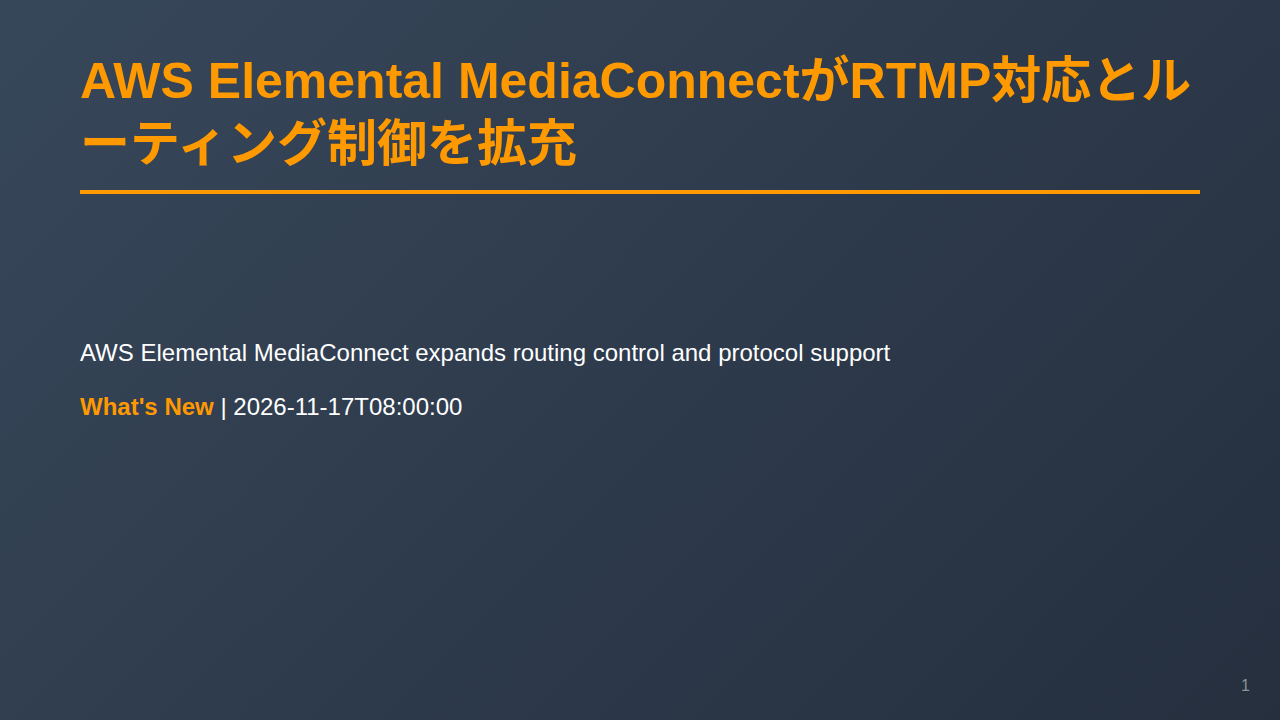 AWS Elemental MediaConnectがRTMP対応とル
ーティング制御を拡充
AWS Elemental MediaConnect expands routing control and protocol support
What's New | 2026-11-17T08:00:00
1